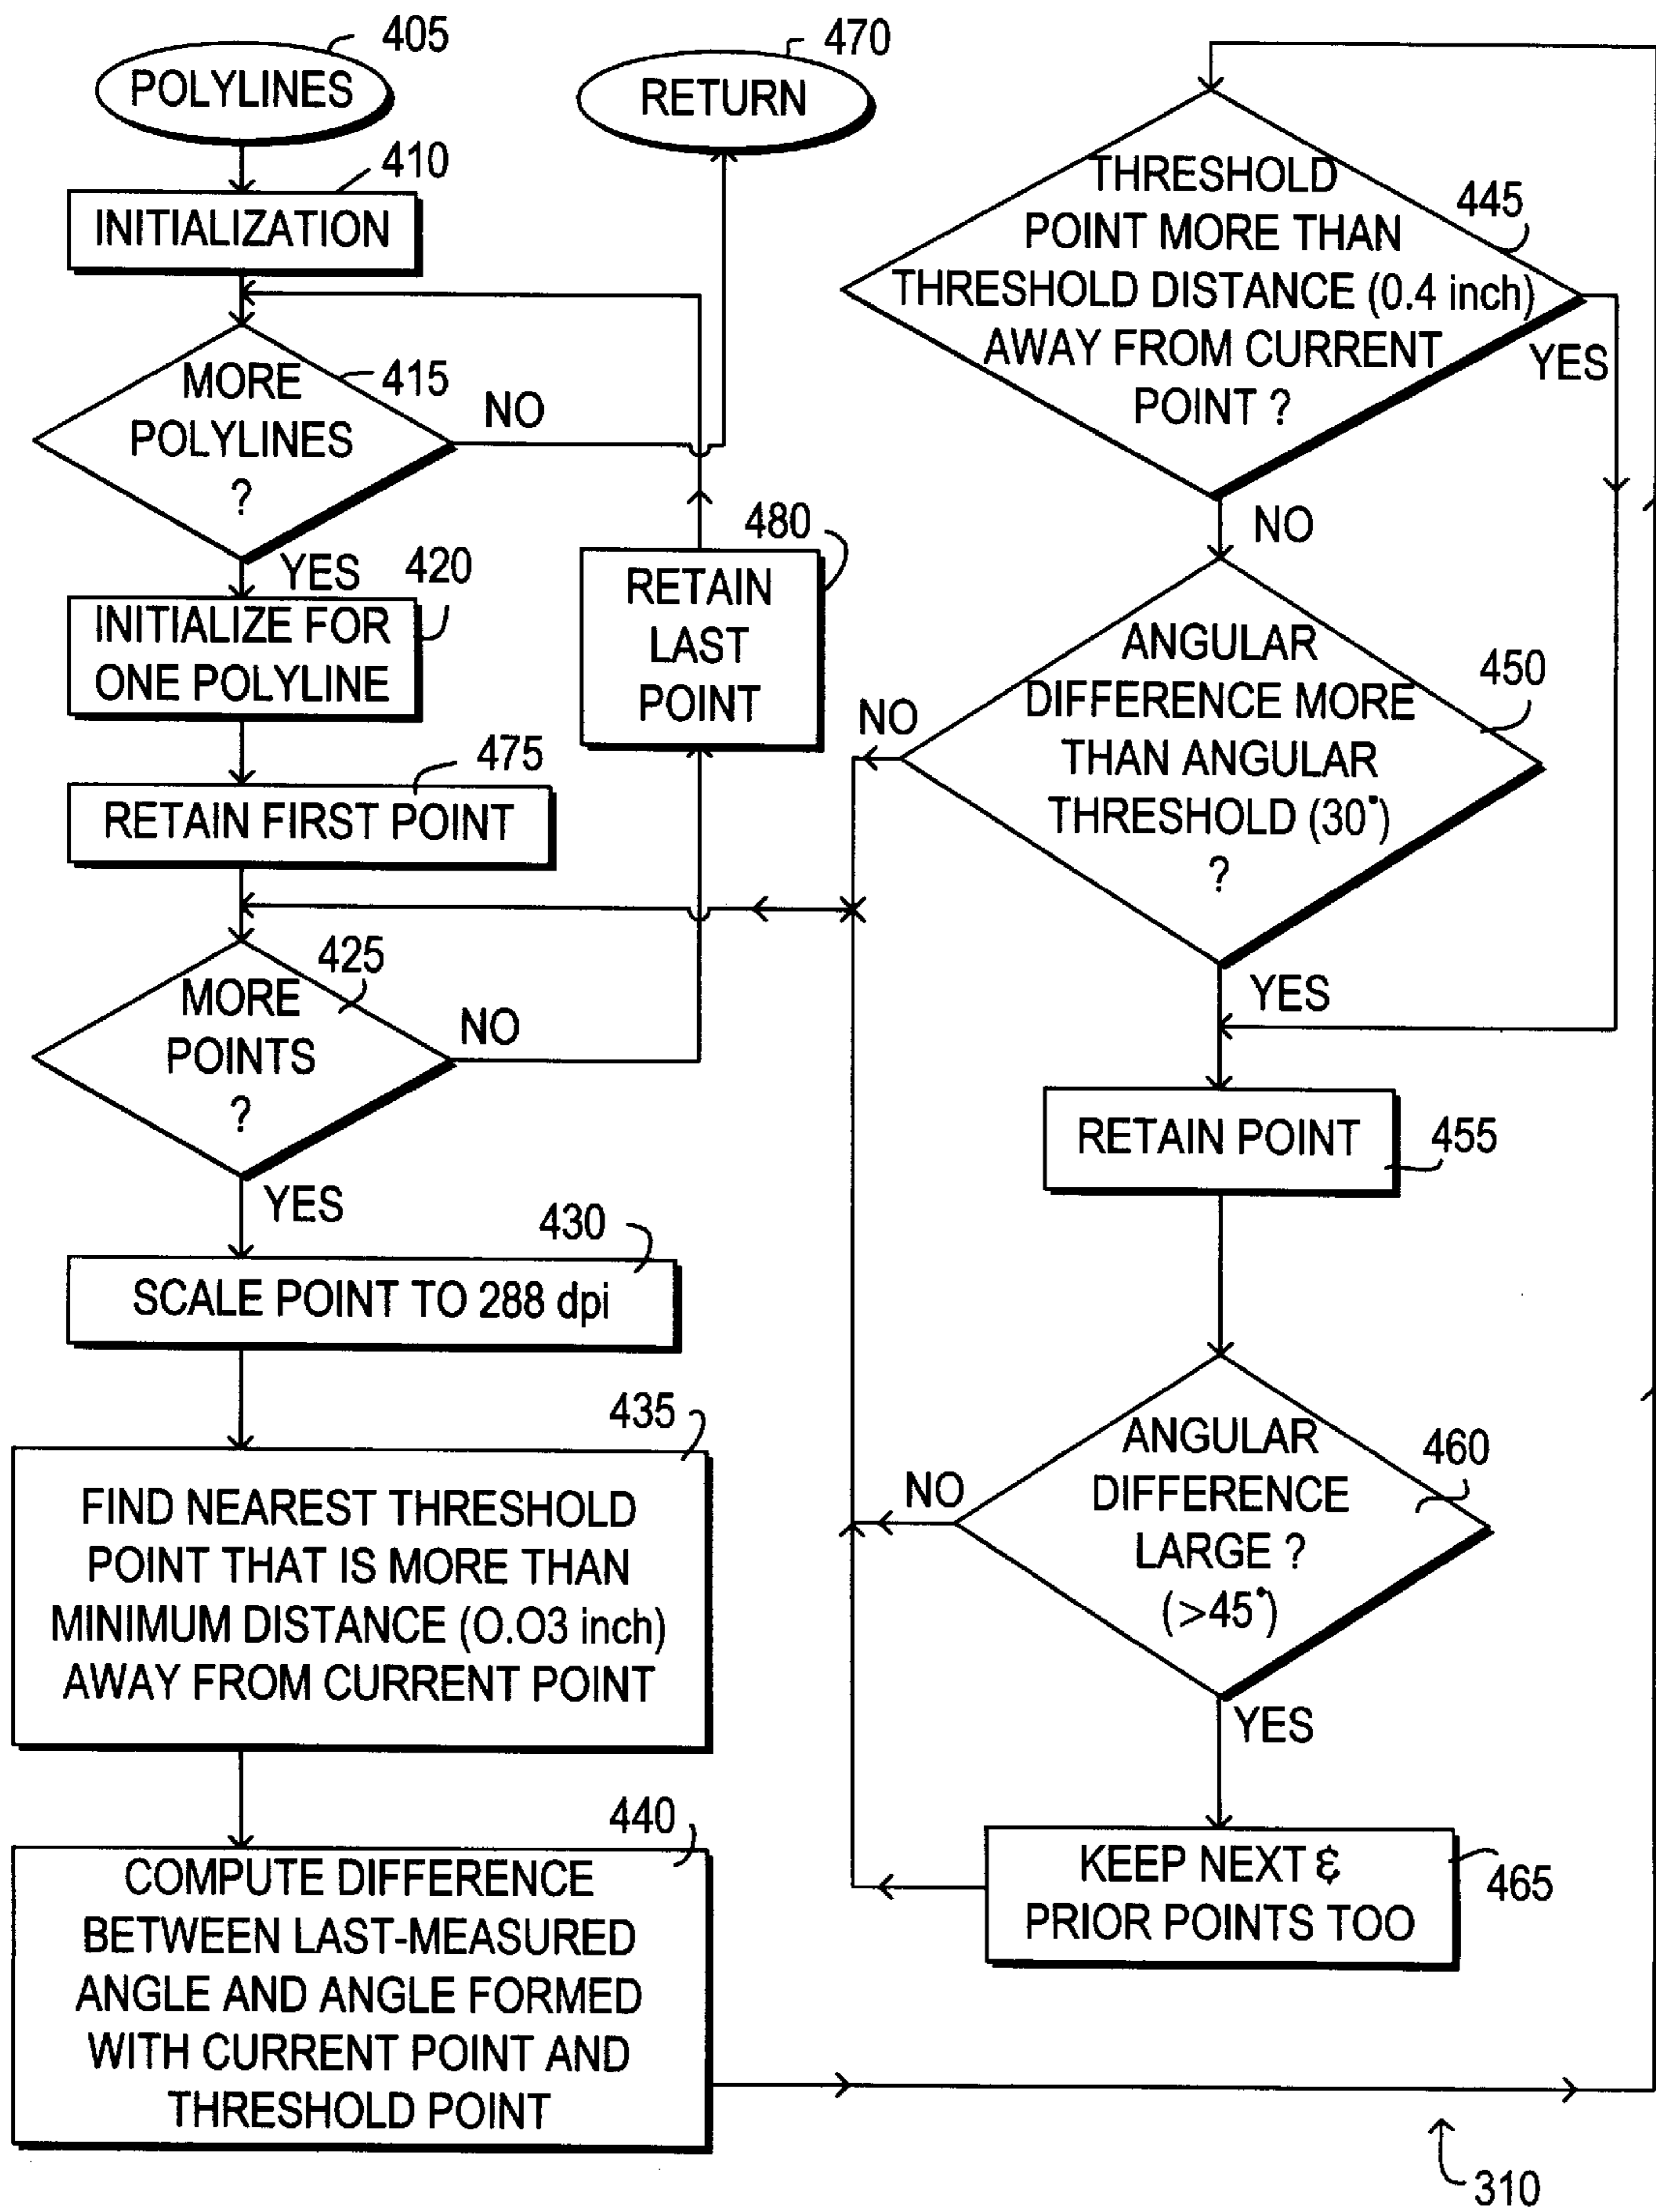 405
POLYLINES
410
INITIALIZATION
415
MORE
POLYLINES
?
NO
YES
420
INITIALIZE FOR
ONE POLYLINE
475
RETAIN FIRST POINT
425
MORE
POINTS
?
NO
YES
430
SCALE POINT TO 288 dpi
435
FIND NEAREST THRESHOLD
POINT THAT IS MORE THAN
MINIMUM DISTANCE (0.03 inch)
AWAY FROM CURRENT POINT
440
COMPUTE DIFFERENCE
BETWEEN LAST-MEASURED
ANGLE AND ANGLE FORMED
WITH CURRENT POINT AND
THRESHOLD POINT
470
RETURN
480
RETAIN
LAST
POINT
445
THRESHOLD
POINT MORE THAN
THRESHOLD DISTANCE (0.4 inch)
AWAY FROM CURRENT
POINT ?
YES
NO
450
ANGULAR
DIFFERENCE MORE
THAN ANGULAR
THRESHOLD (30°)
?
NO
YES
RETAIN POINT
455
460
ANGULAR
DIFFERENCE
LARGE ?
(>45°)
NO
YES
KEEP NEXT &
PRIOR POINTS TOO
465
310